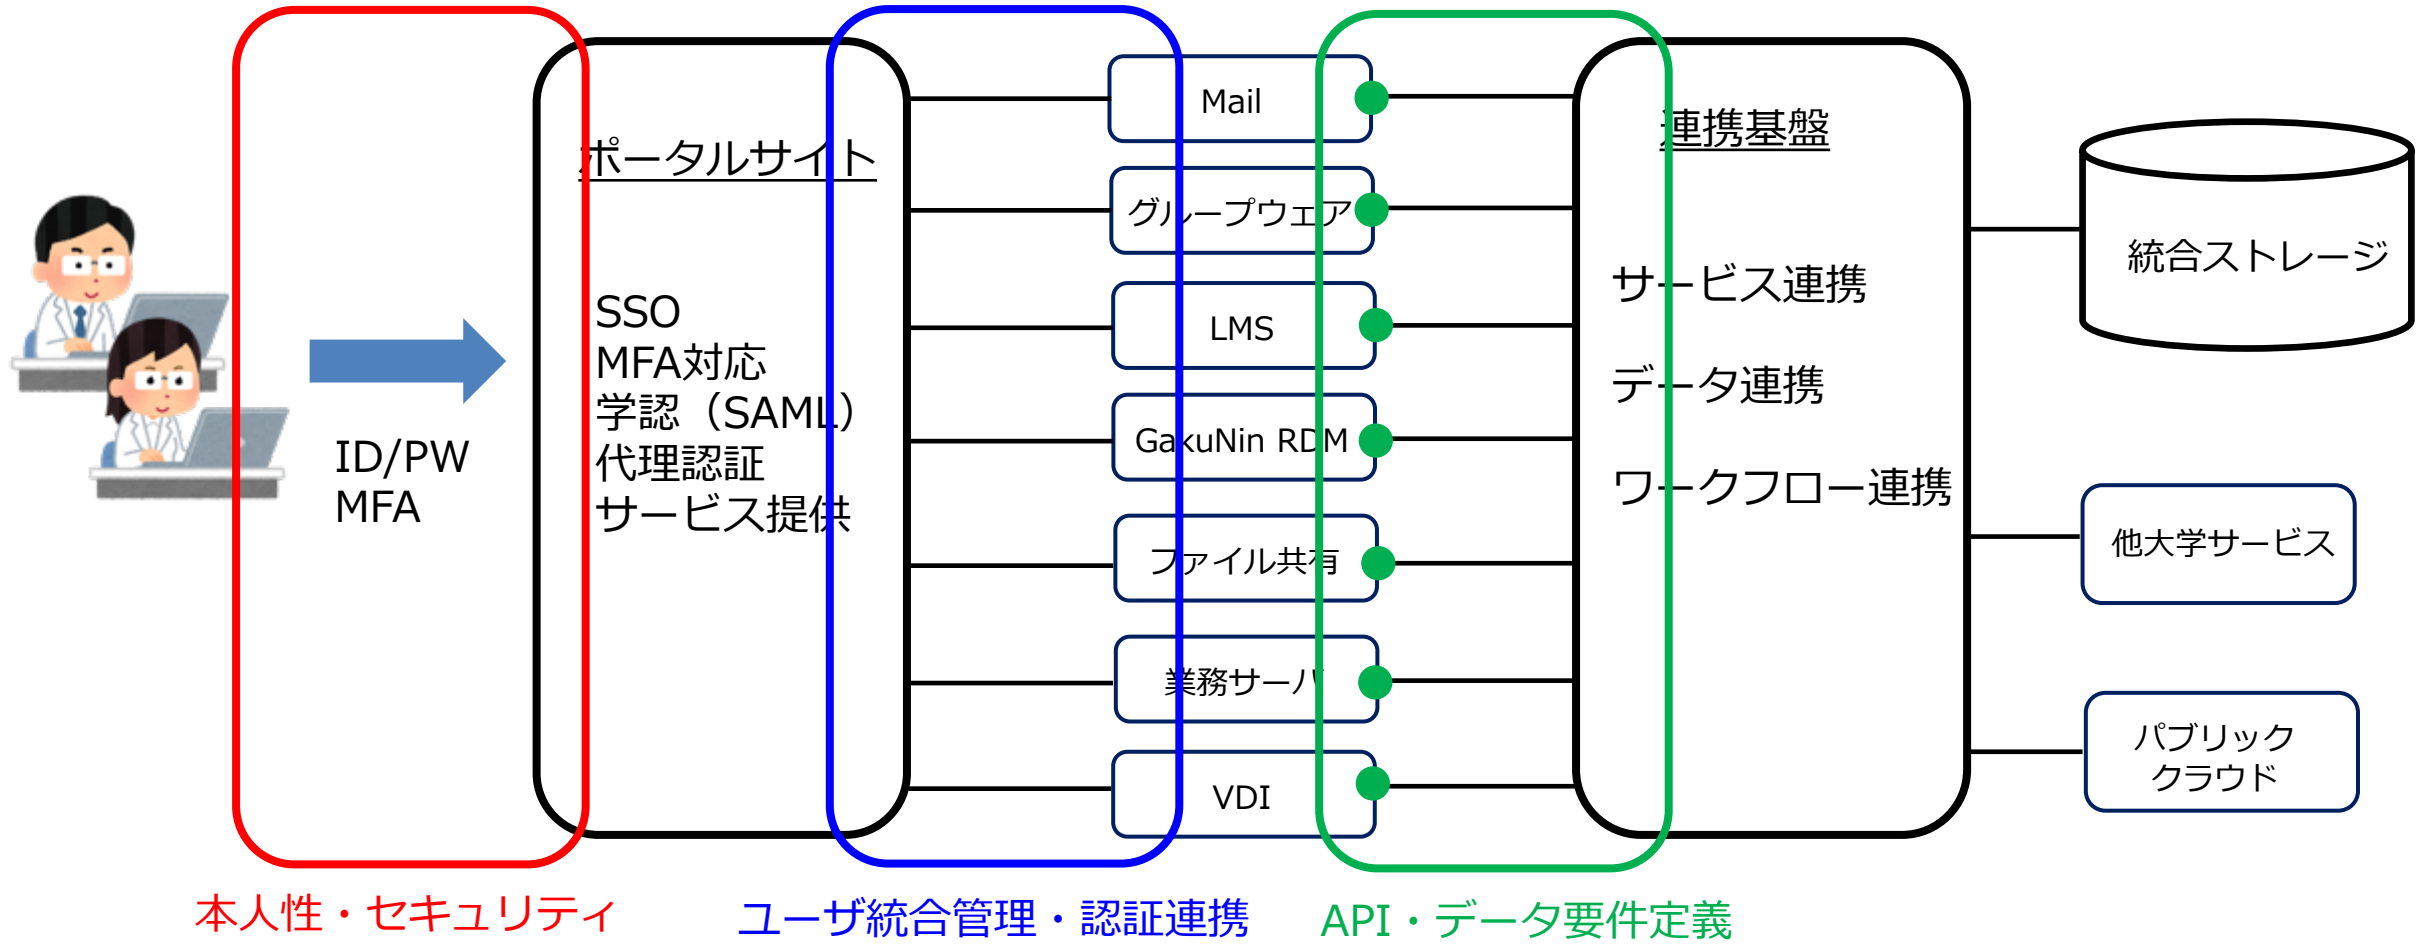 ID/PW
MFA
ポータルサイト
SSO
MFA対応
学認（SAML）
代理認証
サービス提供
Mail
グループウェア
LMS
GakuNin RDM
ファイル共有
業務サーバ
VDI
連携基盤
サービス連携
データ連携
ワークフロー連携
統合ストレージ
他大学サービス
パブリック
クラウド
本人性・セキュリティ
ユーザ統合管理・認証連携
API・データ要件定義